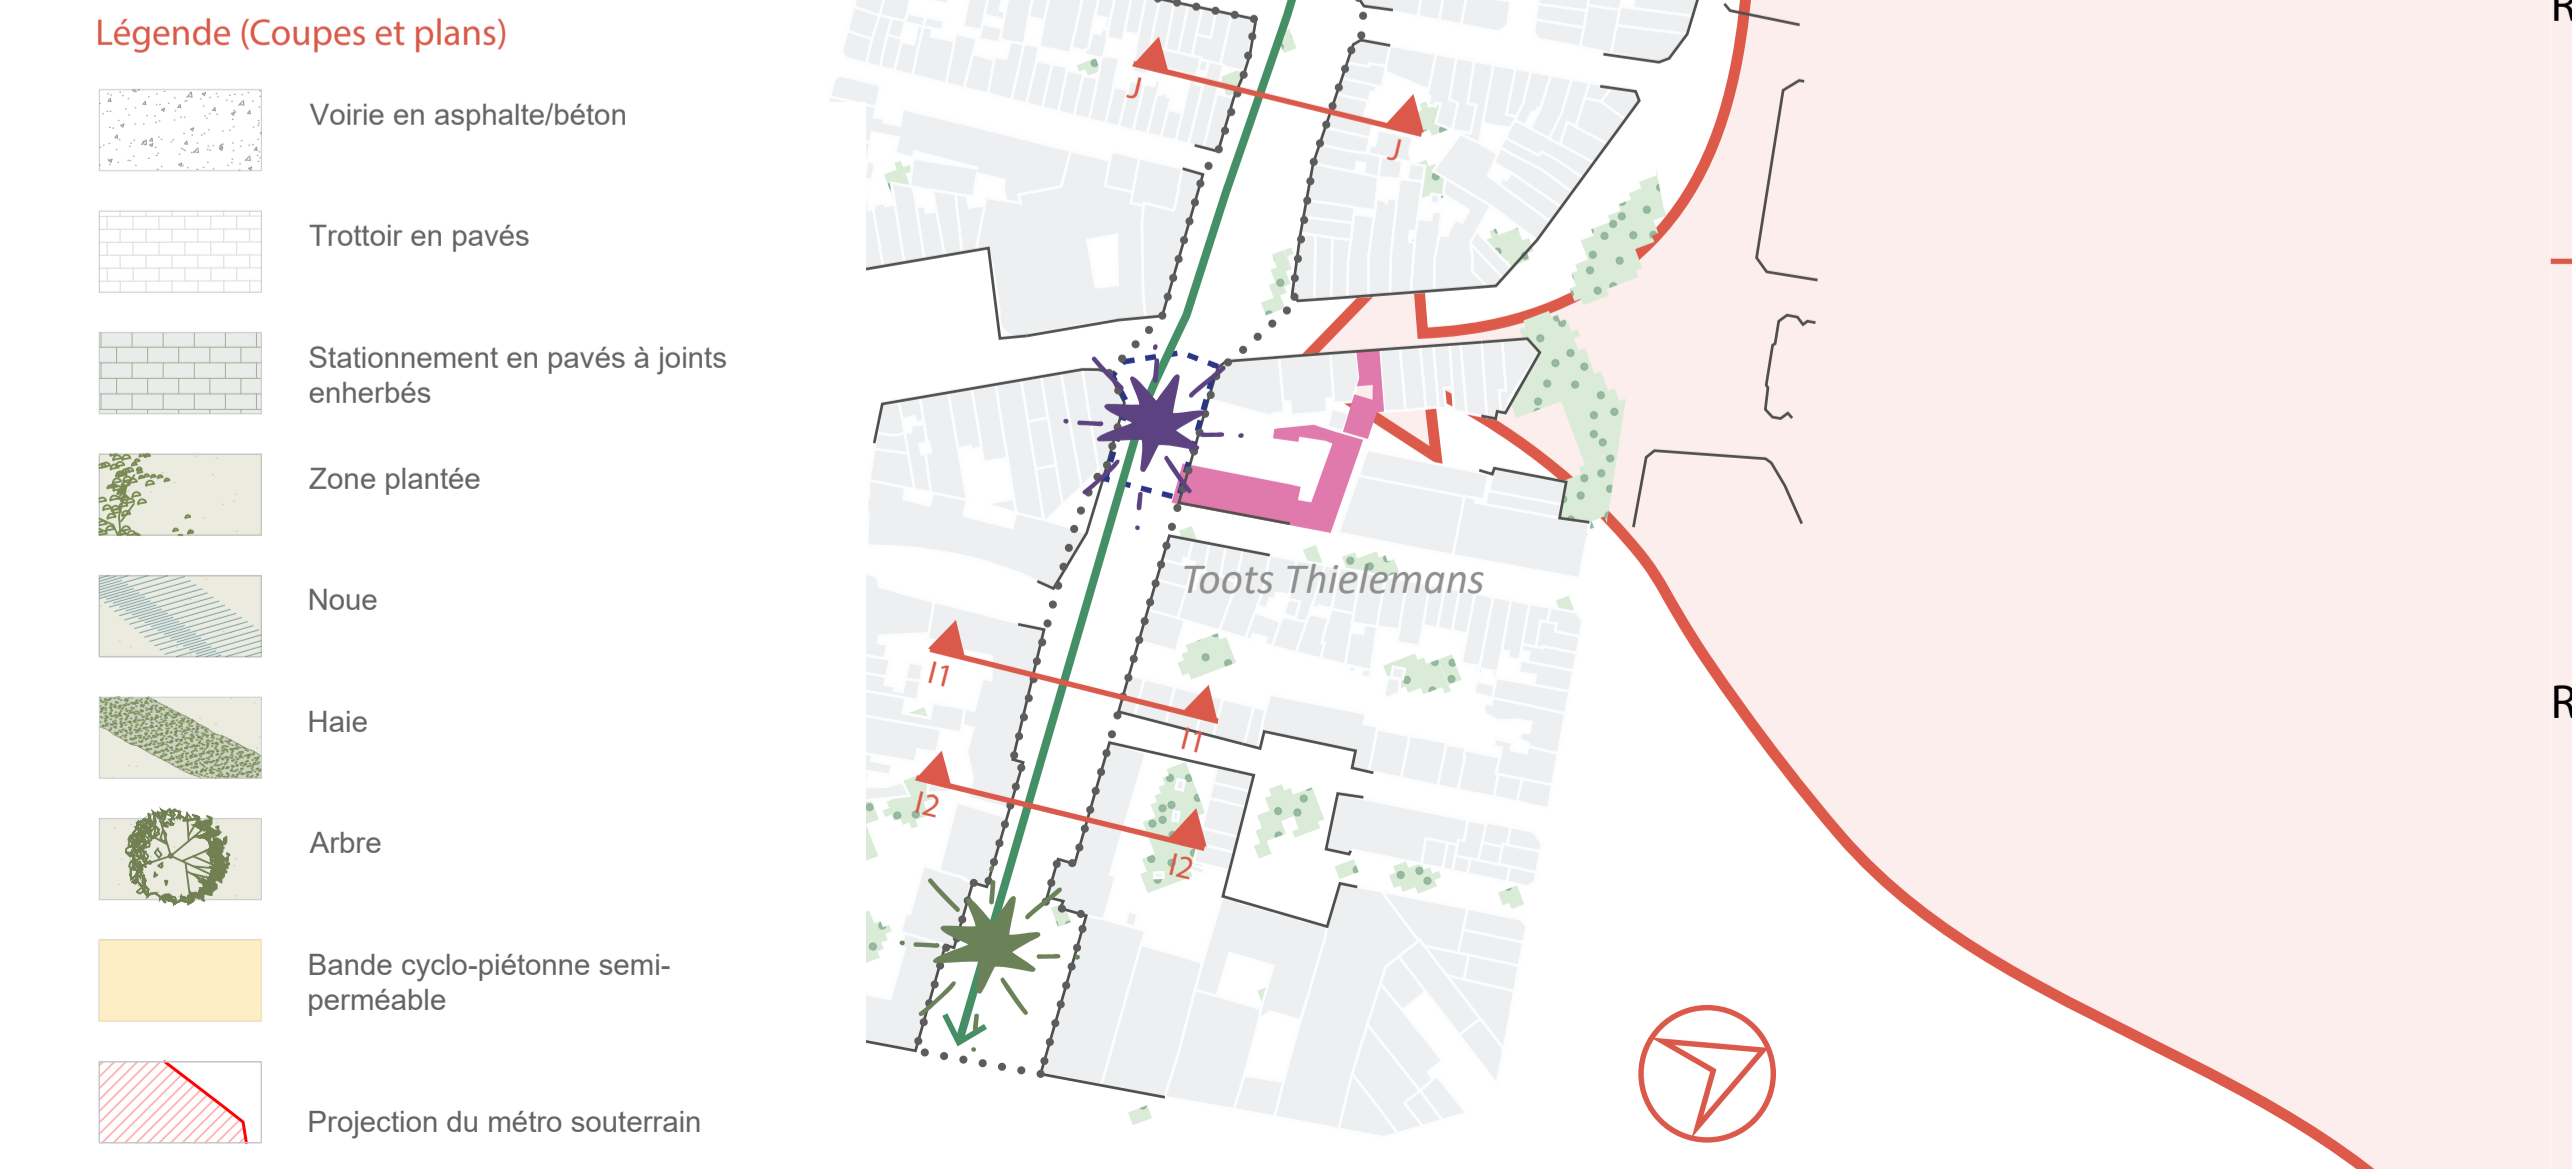 Légende (Coupes et plans)
Voirie en asphalte/béton
Trottoir en pavés
Stationnement en pavés à joints
enherbés
Zone plantée
Noue
Haie
Arbre
Bande cyclo-piétonne semi-
perméable
Projection du métro souterrain
J
J
Toots Thielemans
I1
I1
I2
I2
R
R